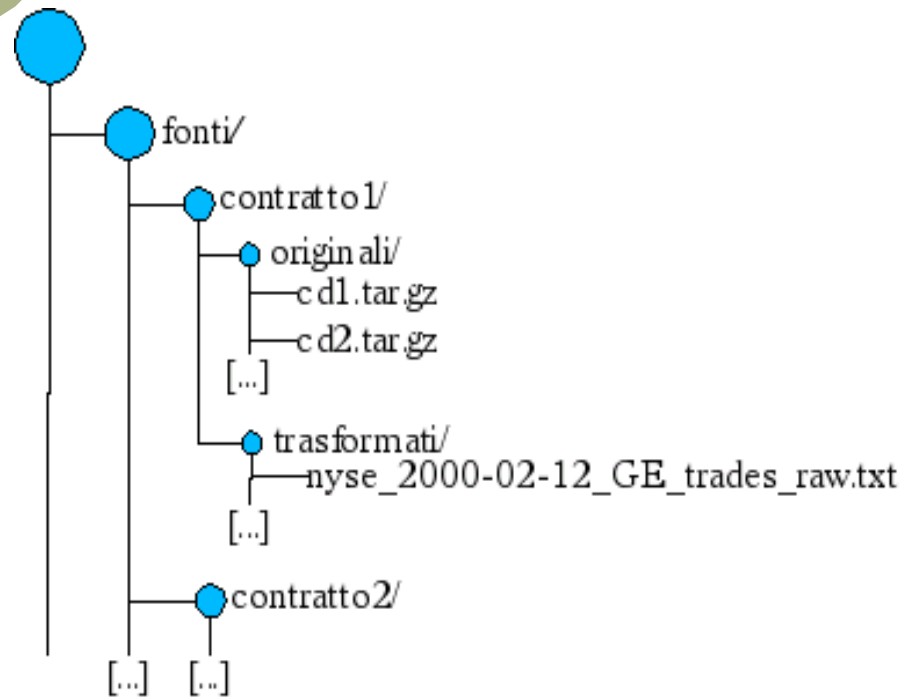 fonti/
contratto1/
originali/
cd1.tar.gz
cd2.tar.gz
[...]
trasformati/
nyse_2000-02-12_GE_trades_raw.txt
[...]
contratto2/
[...] [...]